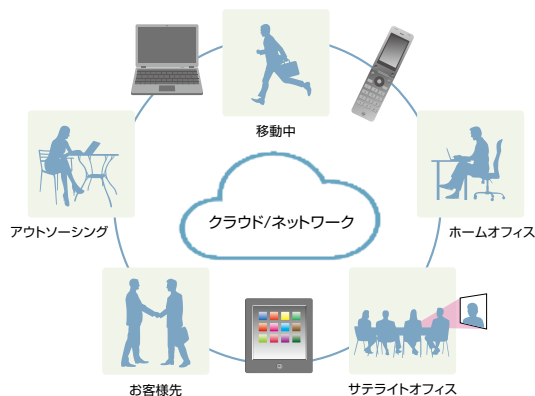 移動中
アウトソーシング
クラウド/ネットワーク
ホームオフィス
お客様先
サテライトオフィス